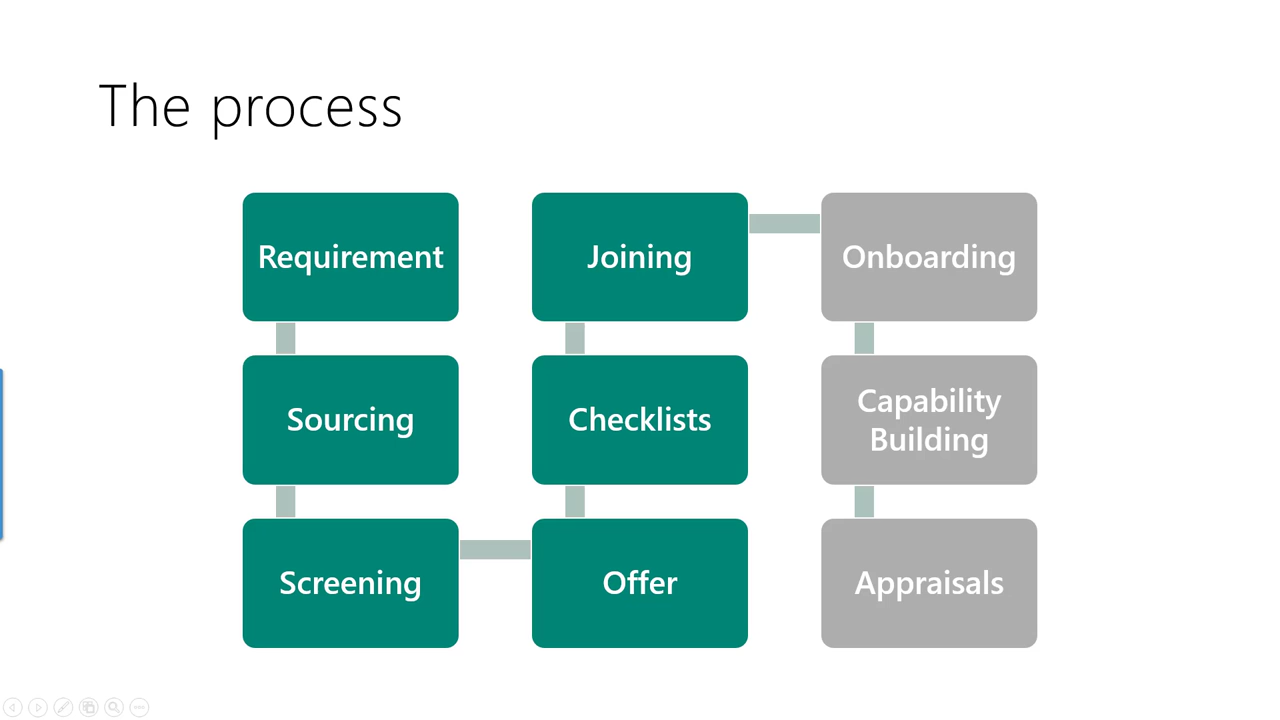 The process
Requirement
Sourcing
Screening
Offer
Checklists
Joining
Onboarding
Capability
Building
Appraisals